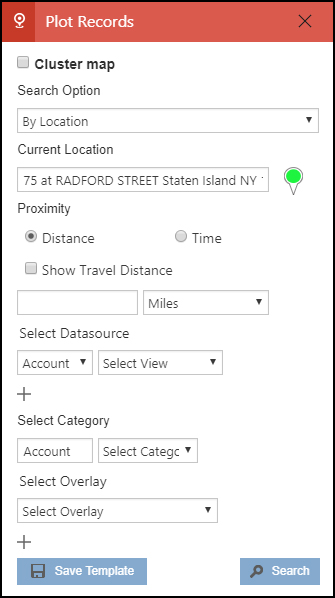 Plot Records
Cluster map
Search Option
By Location
Current Location
75 at RADFORD STREET Staten Island NY
Proximity
Distance Time
Show Travel Distance
Miles
Select Datasource
Account Select View
Select Category
Account Select Catego
Select Overlay
Select Overlay
Save Template Search